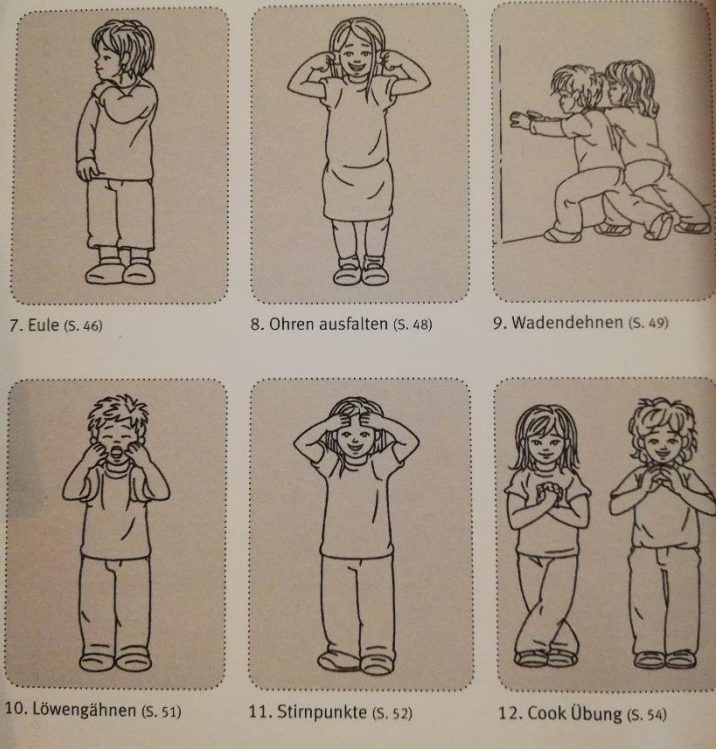 7. Eule (S. 46)
8. Ohren ausfalten (S. 48)
9. Wadendehnen (S. 49)
10. Löwengähnen (S. 51)
11. Stirnpunkte (S. 52)
12. Cook Übung (S. 54)